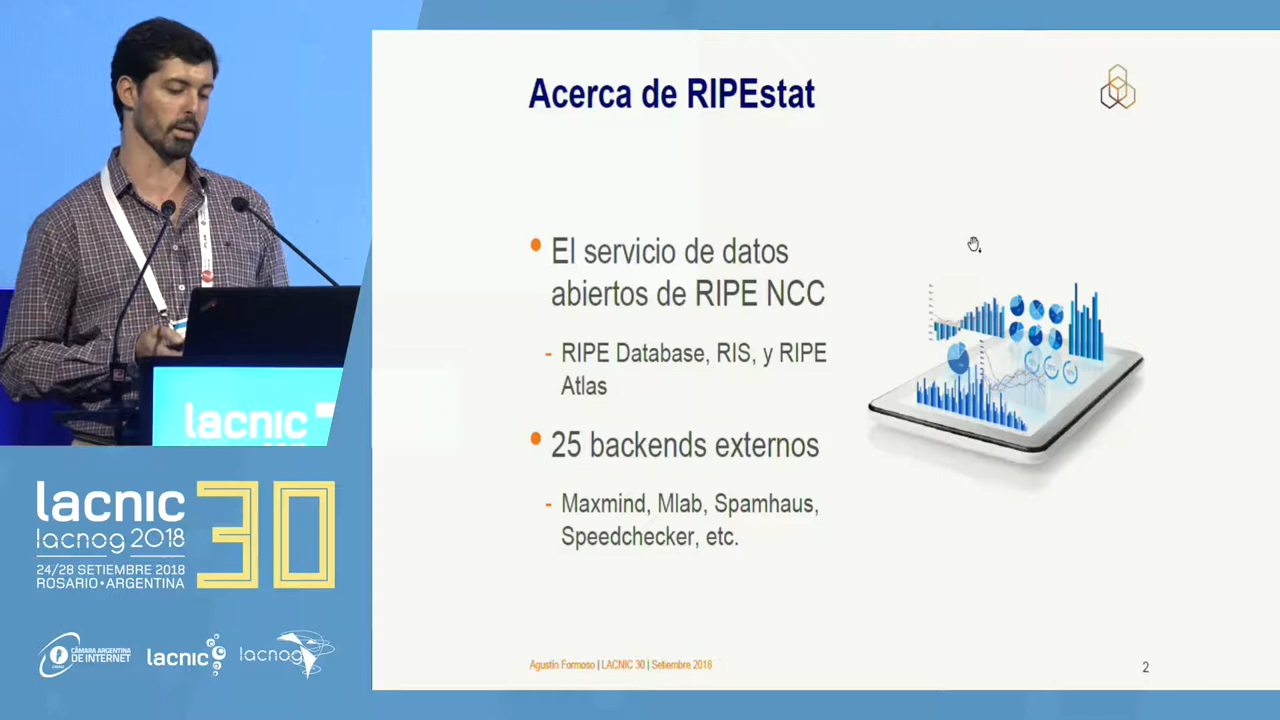 Acerca de RIPEstat
El servicio de datos
abiertos de RIPE NCC
- RIPE Database, RIS, y RIPE
Atlas
25 backends externos
- Maxmind, Mlab, Spamhaus,
Speedchecker, etc.
Agustín Formoso | LACNIC 30 | Setiembre 2018
2
lacnic
lacnic 30
lacnog 2018
24/28 SETIEMBRE 2018
ROSARIO • ARGENTINA
CÁMARA ARGENTINA
DE INTERNET
lacnic
lacnog